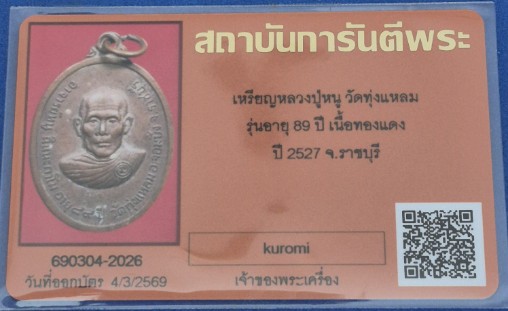 สถาบันการันตีพระ
เหรียญหลวงปู่หนู วัดทุ่งแหลม
รุ่นอายุ 89 ปี เนื้อทองแดง
ปี 2527 จ.ราชบุรี
kuromi
690304-2026
วันที่ออกบัตร 4/3/2569
เจ้าของพระเครื่อง